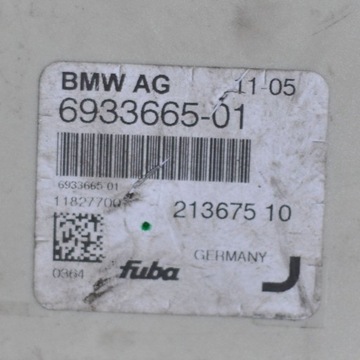 BMW AG 11-05
6933665-01
6933665-01
11827700
213675 10
GERMANY
0364 fuba J